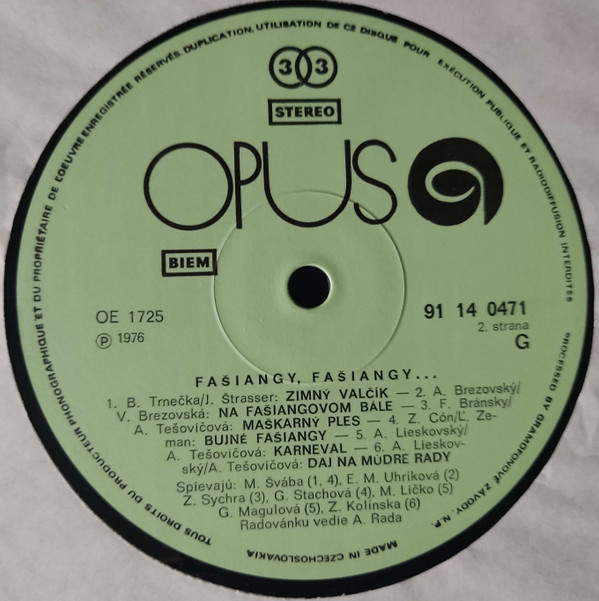 TOUS DROITS DU PRODUCTEUR PHONOGRAPHIQUE ET DU PROPRIÉTAIRE DE L'OEUVRE ENREGISTRÉE RÉSERVÉS. DUPLICATION, UTILISATION DE CE DISQUE POUR EXÉCUTION PUBLIQUE ET RADIODIFFUSION INTERDITES
33
STEREO
OPUS
BIEM
OE 1725
91 14 0471
Ⓟ 1976
2. strana
G
FAŠIANGY, FAŠIANGY...
1. B. Trnečka/J. Štrasser: ZIMNÝ VALČÍK — 2. A. Brezovský/
V. Brezovská: NA FAŠIANGOVOM BÁLE — 3. F. Bránsky/
A. Tešovičová: MAŠKARNÝ PLES — 4. Z. Cón/Ľ. Ze-
man: BUJNÉ FAŠIANGY — 5. A. Lieskovský/
A. Tešovičová: KARNEVAL — 6. A. Lieskov-
ský/A. Tešovičová: DAJ NA MÚDRE RADY
Spievajú: M. Švába (1, 4), E. M. Uhríková (2)
Z. Sychra (3), G. Stachová (4), M. Ličko (5)
G. Magulová (5), Z. Kolínska (6)
Radovánku vedie A. Rada
PROCESSED BY GRAMOFONOVÉ ZÁVODY, N.P.
MADE IN CZECHOSLOVAKIA